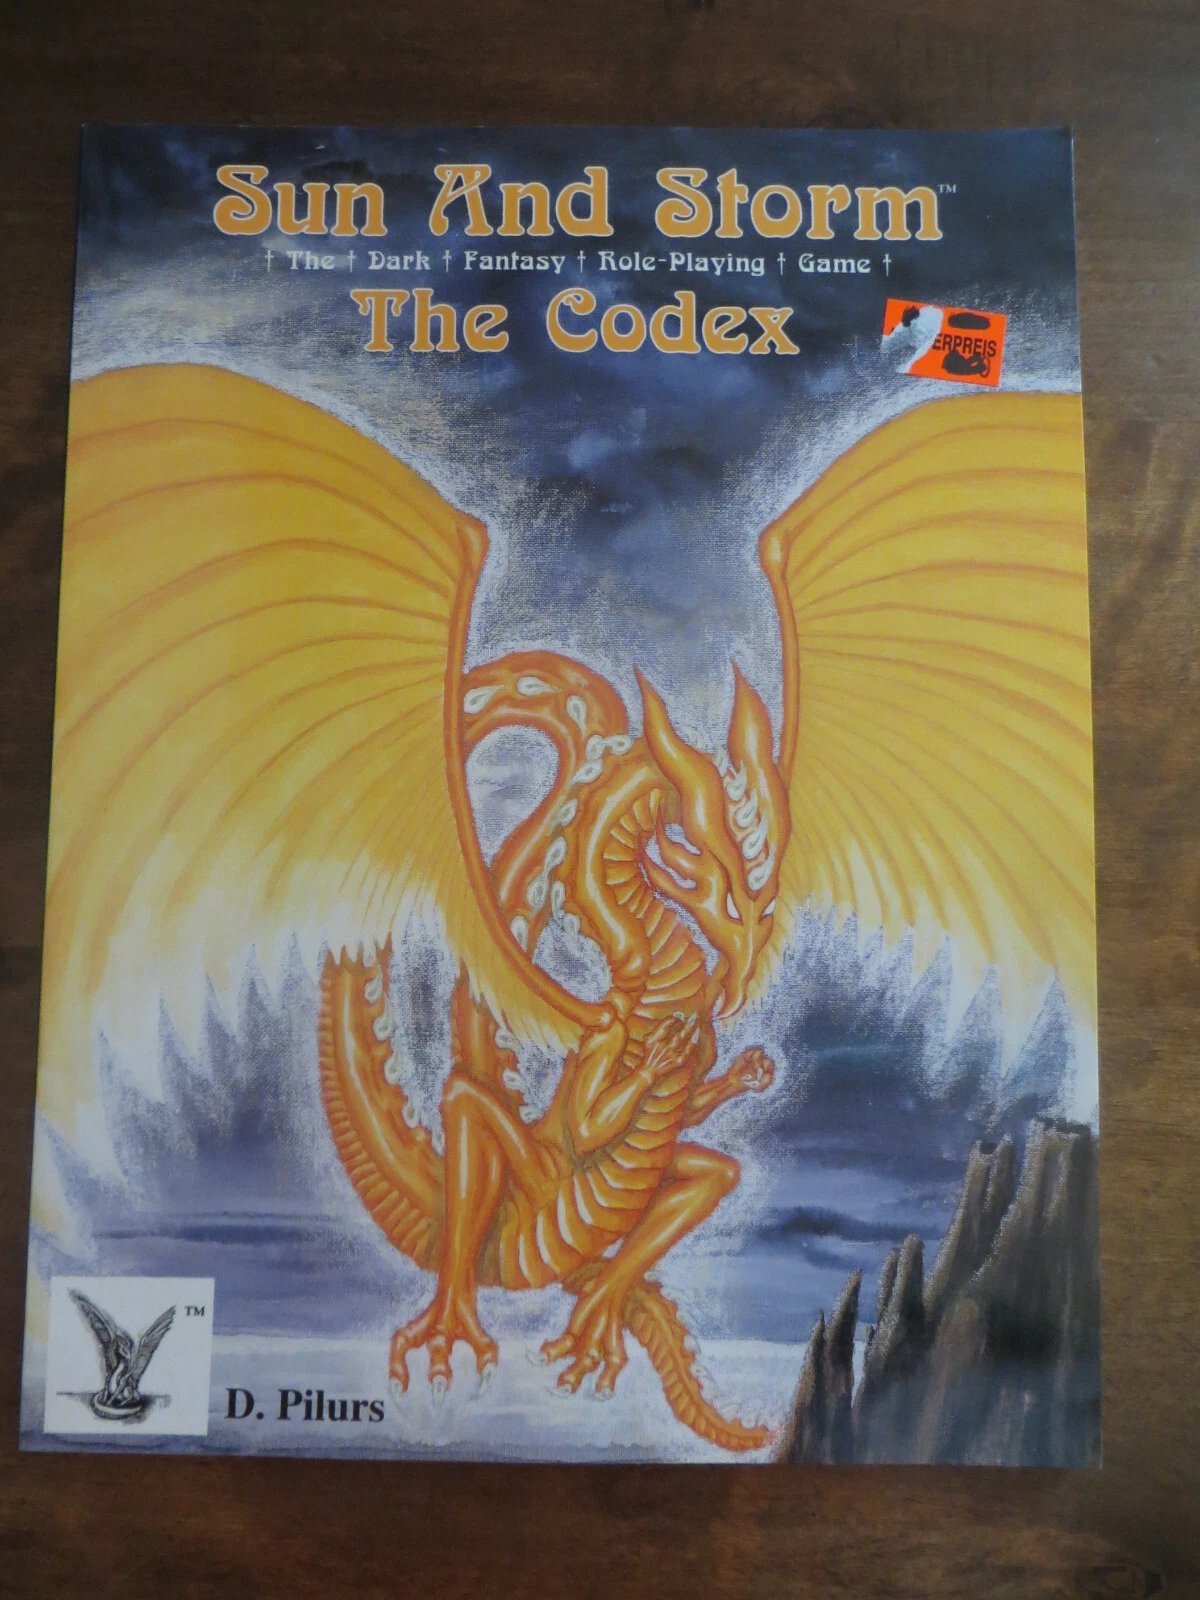 Sun And Storm™
† The † Dark † Fantasy † Role-Playing † Game †
The Codex
TM
D. Pilurs